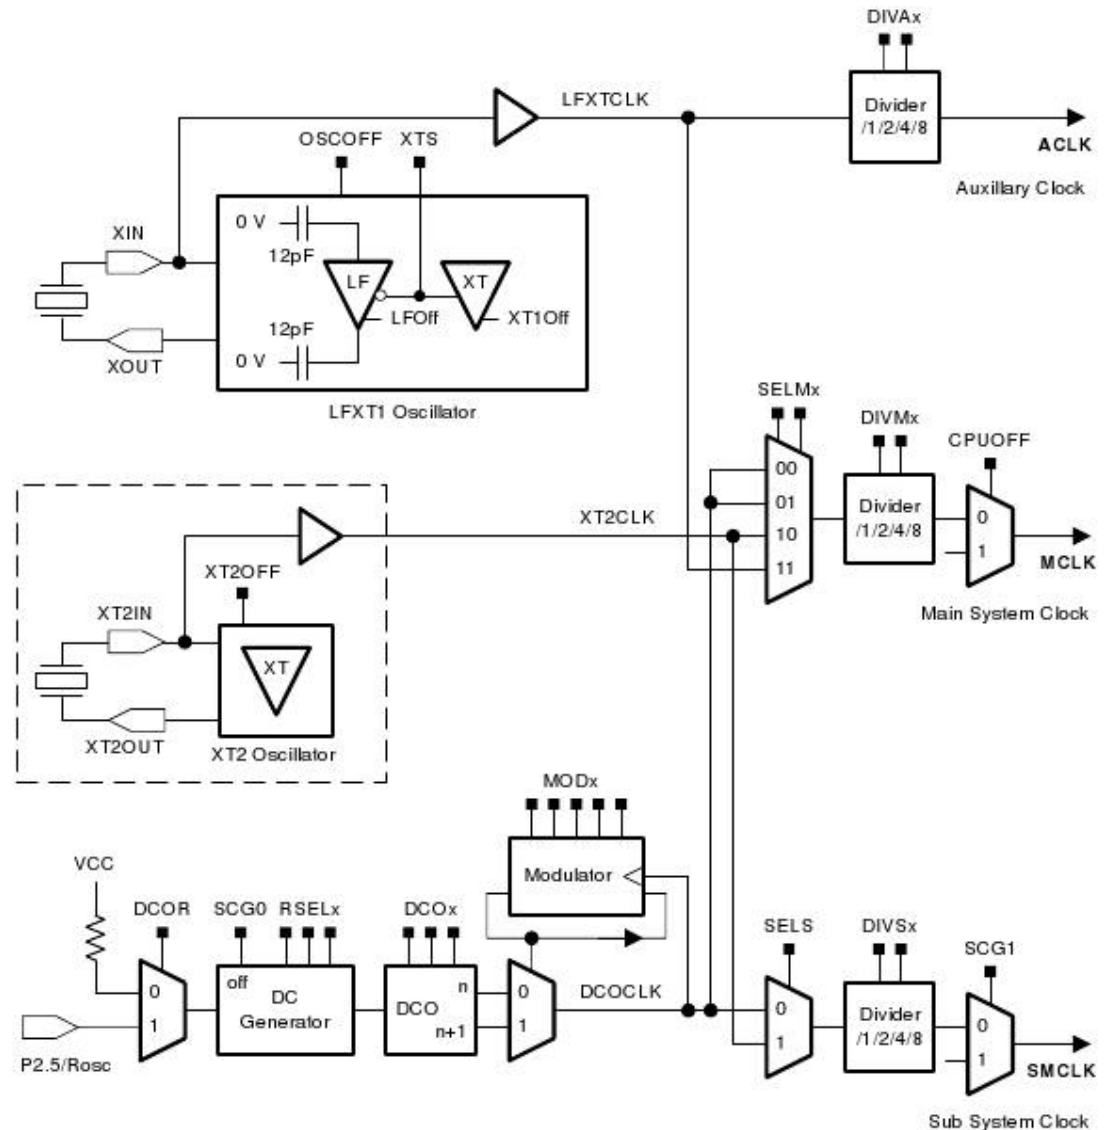 DIVAx
LFXTCLK
Divider
/1/2/4/8
ACLK
Auxillary Clock
OSCOFF
XTS
XIN
0 V
12pF
LF
XT
LFOff
XT1Off
12pF
0 V
XOUT
LFXT1 Oscillator
SELMx
DIVMx
CPUOFF
00
01
10
11
Divider
/1/2/4/8
0
1
MCLK
Main System Clock
XT2CLK
XT2OFF
XT2IN
XT
XT2OUT
XT2 Oscillator
MODx
Modulator
VCC
DCOR
SCG0
RSELx
DCOx
0
1
off
DC
Generator
n
DCO
n+1
0
1
DCOCLK
P2.5/Rosc
SELS
DIVSx
SCG1
0
1
Divider
/1/2/4/8
0
1
SMCLK
Sub System Clock